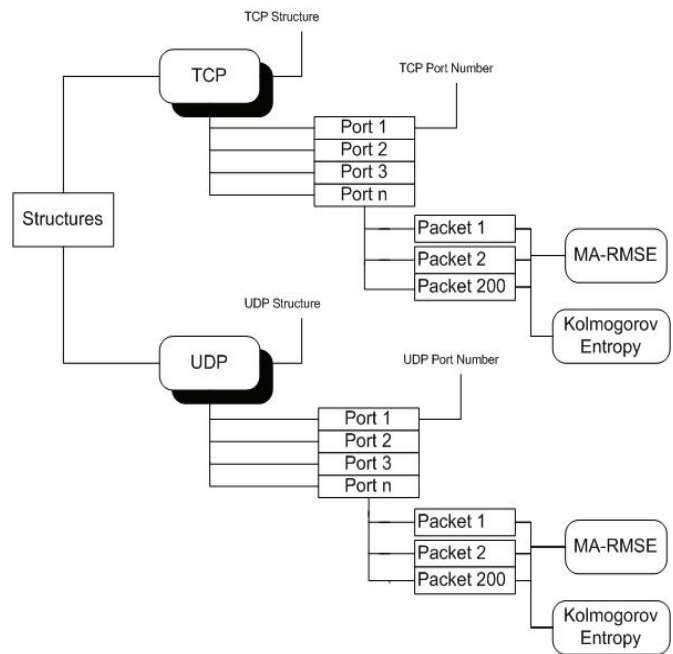 TCP Structure
TCP
TCP Port Number
Port 1
Port 2
Port 3
Port n
Structures
Packet 1
Packet 2
Packet 200
MA-RMSE
Kolmogorov
Entropy
UDP Structure
UDP
UDP Port Number
Port 1
Port 2
Port 3
Port n
Packet 1
Packet 2
Packet 200
MA-RMSE
Kolmogorov
Entropy